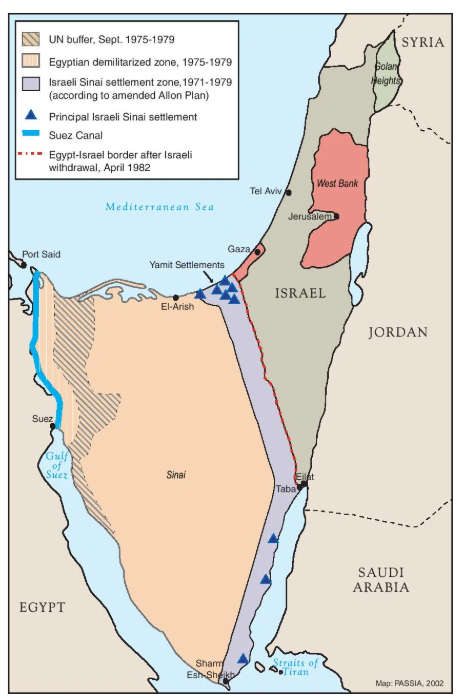 UN buffer, Sept. 1975-1979
Egyptian demilitarized zone, 1975-1979
Israeli Sinai settlement zone,1971-1979
(according to amended Allon Plan)
Principal Israeli Sinai settlement
Suez Canal
Egypt-Israel border after Israeli
withdrawal, April 1982
SYRIA
Golan
Heights
West Bank
Tel Aviv
Jerusalem
Mediterranean Sea
Gaza
Port Said
Yamit Settlements
ISRAEL
El-Arish
JORDAN
Suez
Gulf
of
Suez
Sinai
Eilat
Taba
SAUDI
ARABIA
EGYPT
Sharm
Esh-Sheikh
Straits of
Tiran
Map: PASSIA, 2002